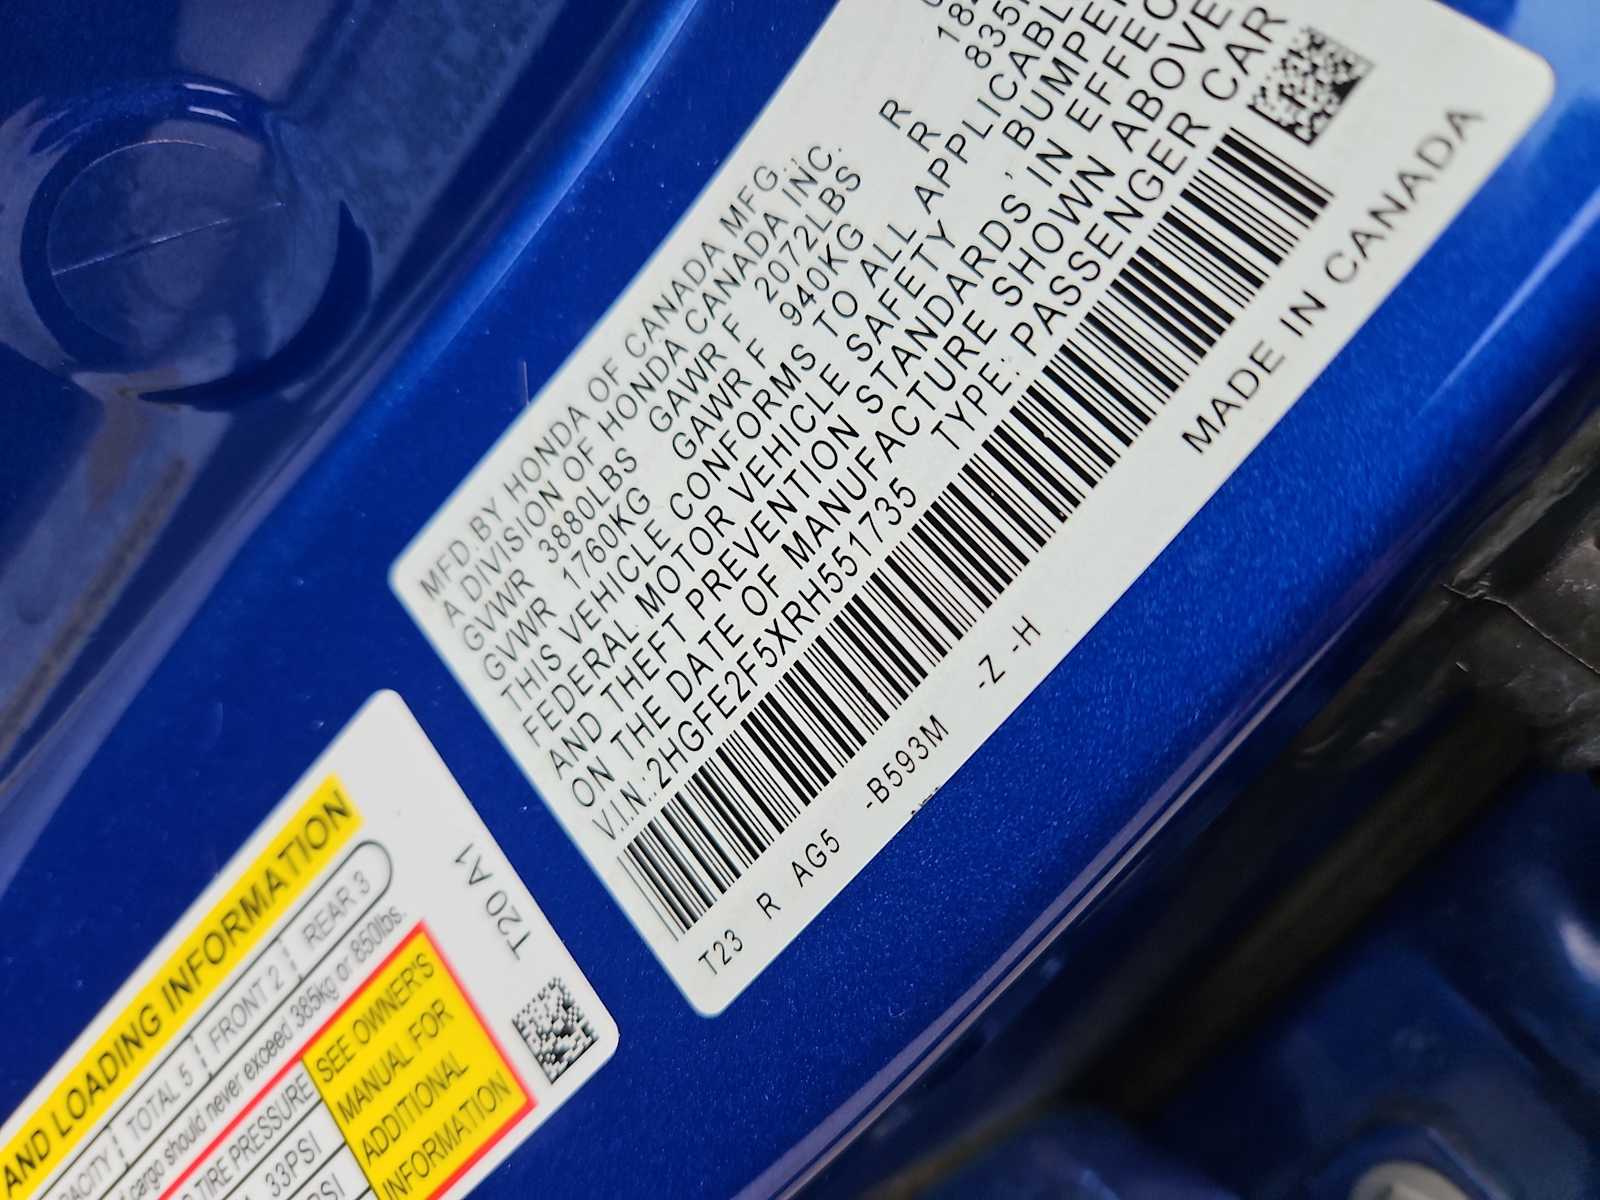 MFD.BY HONDA OF CANADA MFG.,
A DIVISION OF HONDA CANADA INC.
GVWR 3880LBS GAWR F 2072LBS R
GVWR 1760KG GAWR F 940KG R
THIS VEHICLE CONFORMS TO ALL APPLICABL
FEDERAL MOTOR VEHICLE SAFETY, BUMPER
AND THEFT PREVENTION STANDARDS IN EFFEC
ON THE DATE OF MANUFACTURE SHOWN ABOVE
V.I.N.:2HGFE2F5XRH551735 TYPE: PASSENGER CAR
T23 R AG5 -B593M -Z -H
MADE IN CANADA
AND LOADING INFORMATION
TOTAL 5 FRONT 2 REAR 3
cargo should never exceed 385kg or 850lbs.
TIRE PRESSURE
33PSI
SEE OWNER'S
MANUAL FOR
ADDITIONAL
INFORMATION
T20 A1